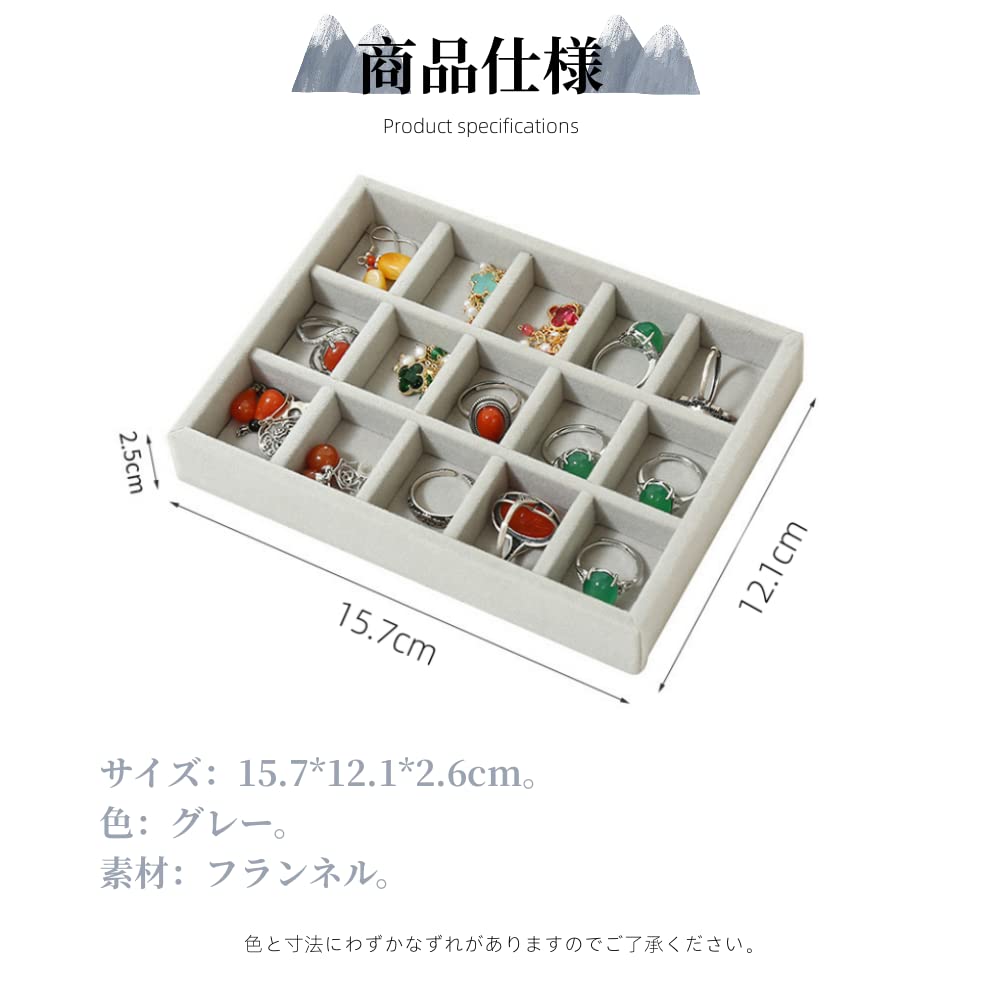 商品仕様
Product specifications
2.5cm
15.7cm
12.1cm
サイズ：15.7*12.1*2.6cm。
色：グレー。
素材：フランネル。
色と寸法にわずかなずれがありますのでご了承ください。